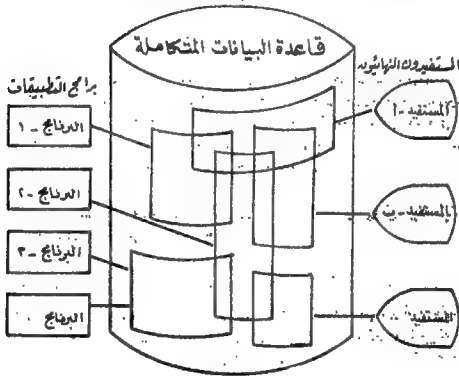 قاعدة البيانات المتكاملة
المستفيدون النهائيون
برامج التطبيقات
المستفيد - أ
البرنامج - ١
المستفيد - ب
البرنامج - ٢
البرنامج - ٣
المستفيد
البرنامج